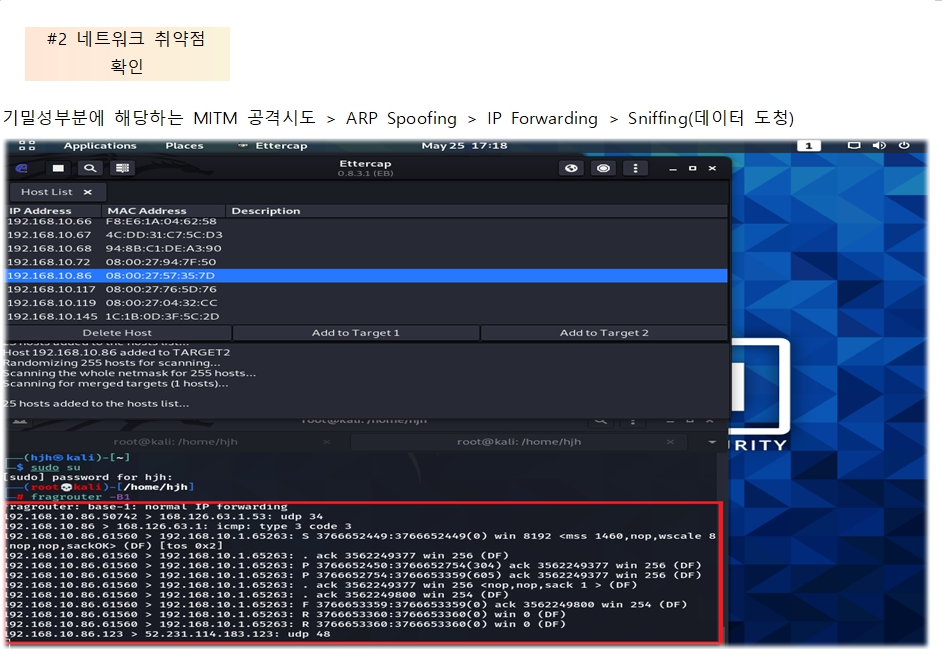 #2 네트워크 취약점
확인
기밀성부분에 해당하는 MITM 공격시도 > ARP Spoofing > IP Forwarding > Sniffing(데이터 도청)
Applications Places Ettercap May 25 17:18 1
Ettercap
0.8.3.1 (EB)
Host List ×
IP Address MAC Address Description
192.168.10.66 F8:E6:1A:04:62:58
192.168.10.67 4C:DD:31:C7:5C:D3
192.168.10.68 94:8B:C1:DE:A3:90
192.168.10.72 08:00:27:94:7F:50
192.168.10.86 08:00:27:57:35:7D
192.168.10.117 08:00:27:76:5D:76
192.168.10.119 08:00:27:04:32:CC
192.168.10.145 1C:1B:0D:3F:5C:2D
Delete Host Add to Target 1 Add to Target 2
hosts added to the hosts list...
Host 192.168.10.86 added to TARGET2
Randomizing 255 hosts for scanning...
Scanning the whole netmask for 255 hosts...
Scanning for merged targets (1 hosts)...
25 hosts added to the hosts list...
root@kali: /home/hjh
root@kali: /home/hjh × root@kali: /home/hjh ×
RITY
(hjh㉿kali)-[~]
$ sudo su
[sudo] password for hjh:
(root💀kali)-[/home/hjh]
# fragrouter -B1
fragrouter: base-1: normal IP forwarding
192.168.10.86.50742 > 168.126.63.1.53: udp 34
192.168.10.86 > 168.126.63.1: icmp: type 3 code 3
192.168.10.86.61560 > 192.168.10.1.65263: S 3766652449:3766652449(0) win 8192 <mss 1460,nop,wscale 8
,nop,nop,sackOK> (DF) [tos 0x2]
192.168.10.86.61560 > 192.168.10.1.65263: . ack 3562249377 win 256 (DF)
192.168.10.86.61560 > 192.168.10.1.65263: P 3766652450:3766652754(304) ack 3562249377 win 256 (DF)
192.168.10.86.61560 > 192.168.10.1.65263: P 3766652754:3766653359(605) ack 3562249377 win 256 (DF)
192.168.10.86.61560 > 192.168.10.1.65263: . ack 3562249377 win 256 <nop,nop,sack 1 > (DF)
192.168.10.86.61560 > 192.168.10.1.65263: . ack 3562249800 win 254 (DF)
192.168.10.86.61560 > 192.168.10.1.65263: F 3766653359:3766653359(0) ack 3562249800 win 254 (DF)
192.168.10.86.61560 > 192.168.10.1.65263: R 3766653360:3766653360(0) win 0 (DF)
192.168.10.86.61560 > 192.168.10.1.65263: R 3766653360:3766653360(0) win 0 (DF)
192.168.10.86.123 > 52.231.114.183.123: udp 48